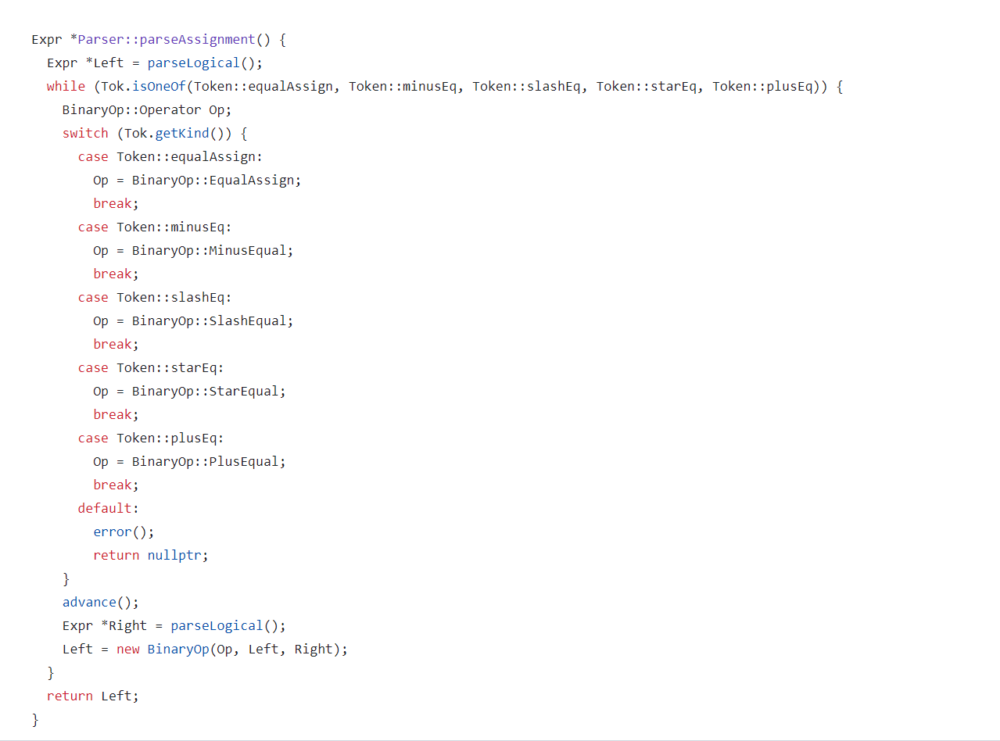 Expr *Parser::parseAssignment() {
  Expr *Left = parseLogical();
  while (Tok.isOneOf(Token::equalAssign, Token::minusEq, Token::slashEq, Token::starEq, Token::plusEq)) {
    BinaryOp::Operator Op;
    switch (Tok.getKind()) {
      case Token::equalAssign:
        Op = BinaryOp::EqualAssign;
        break;
      case Token::minusEq:
        Op = BinaryOp::MinusEqual;
        break;
      case Token::slashEq:
        Op = BinaryOp::SlashEqual;
        break;
      case Token::starEq:
        Op = BinaryOp::StarEqual;
        break;
      case Token::plusEq:
        Op = BinaryOp::PlusEqual;
        break;
      default:
        error();
        return nullptr;
    }
    advance();
    Expr *Right = parseLogical();
    Left = new BinaryOp(Op, Left, Right);
  }
  return Left;
}